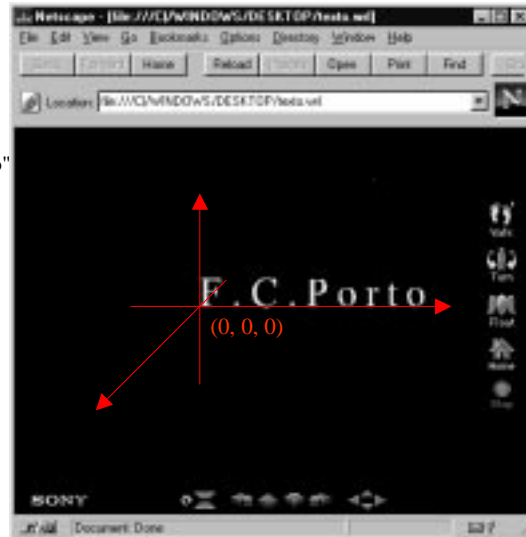 Netscape - [file:///C|/WINDOWS/DESKTOP/texto.wrl]
File Edit View Go Bookmarks Options Directory Window Help
Home Reload Open Print Find
Location: file:///C|/WINDOWS/DESKTOP/texto.wrl
N
"
Walk
Turn
F.C.Porto
(0, 0, 0)
Float
Home
Stop
SONY
Document: Done